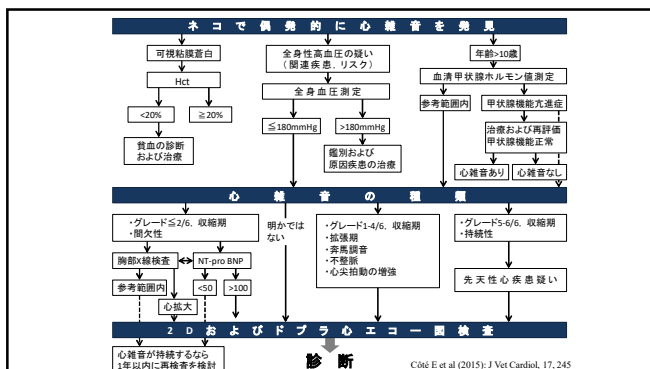 ネコで偶発的に心雑音を発見
可視粘膜蒼白
Hct
<20%
≧20%
貧血の診断
および治療
全身性高血圧の疑い
(関連疾患, リスク)
全身血圧測定
≦180mmHg
>180mmHg
鑑別および
原因疾患の治療
年齢>10歳
血清甲状腺ホルモン値測定
参考範囲内
甲状腺機能亢進症
治療および再評価
甲状腺機能正常
心雑音あり
心雑音なし
心雑音の種類
・グレード≦2/6, 収縮期
・間欠性
胸部X線検査
NT-pro BNP
参考範囲内
<50
>100
心拡大
明かでは
ない
・グレード1-4/6, 収縮期
・拡張期
・奔馬調音
・不整脈
・心尖拍動の増強
・グレード5-6/6, 収縮期
・持続性
先天性心疾患疑い
2Dおよびドプラ心エコー図検査
心雑音が持続するなら
1年以内に再検査を検討
診断
Côté E et al (2015): J Vet Cardiol, 17, 245